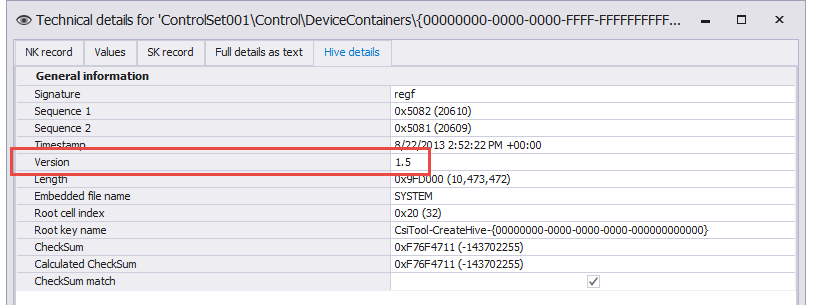 Technical details for 'ControlSet001\Control\DeviceContainers\{00000000-0000-0000-FFFF-FFFFFFFFFF...
NK record Values SK record Full details as text Hive details
General information
Signature regf
Sequence 1 0x5082 (20610)
Sequence 2 0x5081 (20609)
Timestamp 8/22/2013 2:52:22 PM +00:00
Version 1.5
Length 0x9FD000 (10,473,472)
Embedded file name SYSTEM
Root cell index 0x20 (32)
Root key name CsiTool-CreateHive-{00000000-0000-0000-0000-000000000000}
CheckSum 0xF76F4711 (-143702255)
Calculated CheckSum 0xF76F4711 (-143702255)
CheckSum match